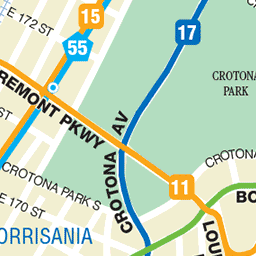 15
E 172 ST
17
55
CROTONA
PARK
REMONT PKWY
CROTONA AV
CROTONA
CROTONA PARK S
11
BO
E 170 ST
LOUI
ORRISANIA